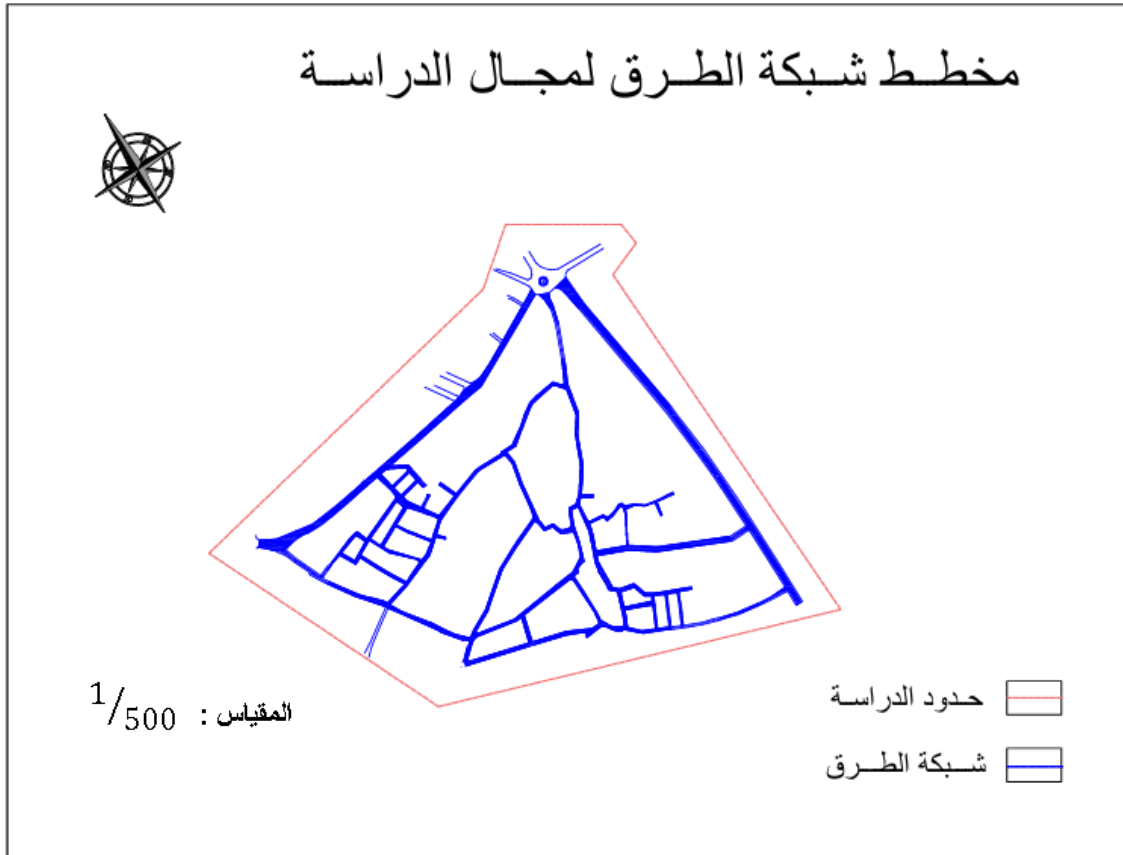 مخطـط شـبكة الطـرق لمجـال الدراسـة
المقياس : 1/500
حـدود الدراسـة
شـبكة الطـرق